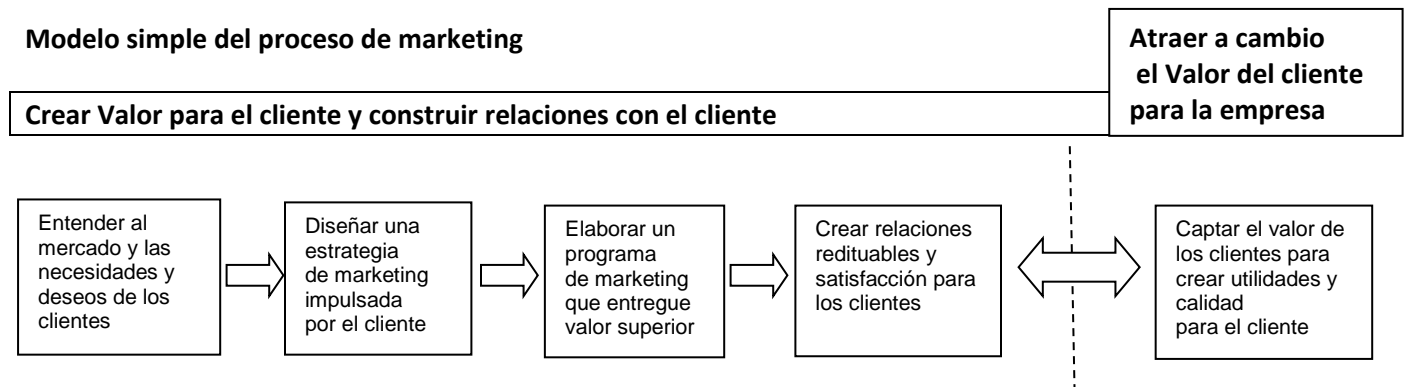 Modelo simple del proceso de marketing
Atraer a cambio
el Valor del cliente
para la empresa
Crear Valor para el cliente y construir relaciones con el cliente
Entender al
mercado y las
necesidades y
deseos de los
clientes
Diseñar una
estrategia
de marketing
impulsada
por el cliente
Elaborar un
programa
de marketing
que entregue
valor superior
Crear relaciones
redituables y
satisfacción para
los clientes
Captar el valor de
los clientes para
crear utilidades y
calidad
para el cliente